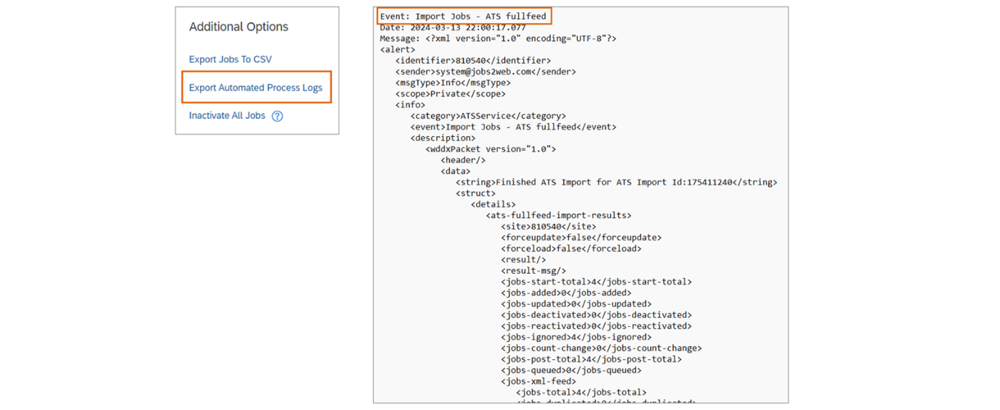 Additional Options
Export Jobs To CSV
Export Automated Process Logs
Inactivate All Jobs ?
Event: Import Jobs - ATS fullfeed
Date: 2024-03-13 22:00:17.077
Message: <?xml version="1.0" encoding="UTF-8"?>
<alert>
<identifier>810540</identifier>
<sender>system@jobs2web.com</sender>
<msgType>Info</msgType>
<scope>Private</scope>
<info>
<category>ATSService</category>
<event>Import Jobs - ATS fullfeed</event>
<description>
<wddxPacket version="1.0">
<header/>
<data>
<string>Finished ATS Import for ATS Import Id:175411240</string>
<struct>
<details>
<ats-fullfeed-import-results>
<site>810540</site>
<forceupdate>false</forceupdate>
<forceload>false</forceload>
<result/>
<result-msg/>
<jobs-start-total>4</jobs-start-total>
<jobs-added>0</jobs-added>
<jobs-updated>0</jobs-updated>
<jobs-deactivated>0</jobs-deactivated>
<jobs-reactivated>0</jobs-reactivated>
<jobs-ignored>4</jobs-ignored>
<jobs-count-change>0</jobs-count-change>
<jobs-post-total>4</jobs-post-total>
<jobs-queued>0</jobs-queued>
<jobs-xml-feed>
<jobs-total>4</jobs-total>